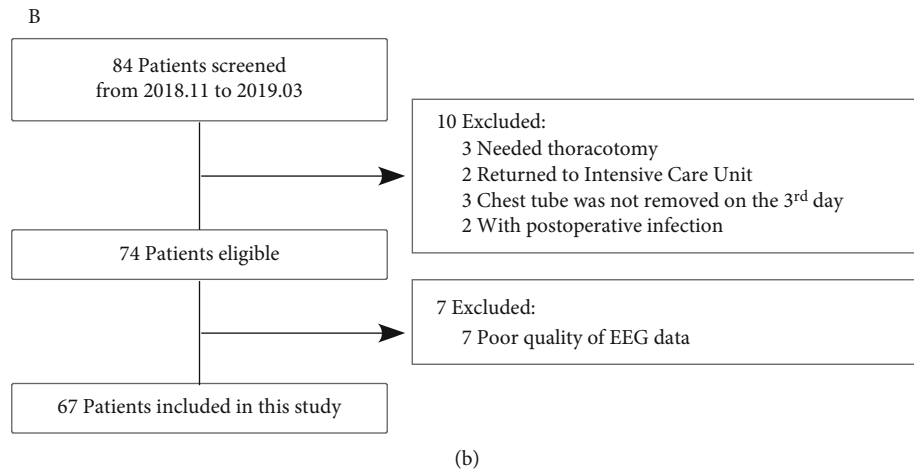 B
84 Patients screened
from 2018.11 to 2019.03
10 Excluded:
3 Needed thoracotomy
2 Returned to Intensive Care Unit
3 Chest tube was not removed on the 3rd day
2 With postoperative infection
74 Patients eligible
7 Excluded:
7 Poor quality of EEG data
67 Patients included in this study
(b)